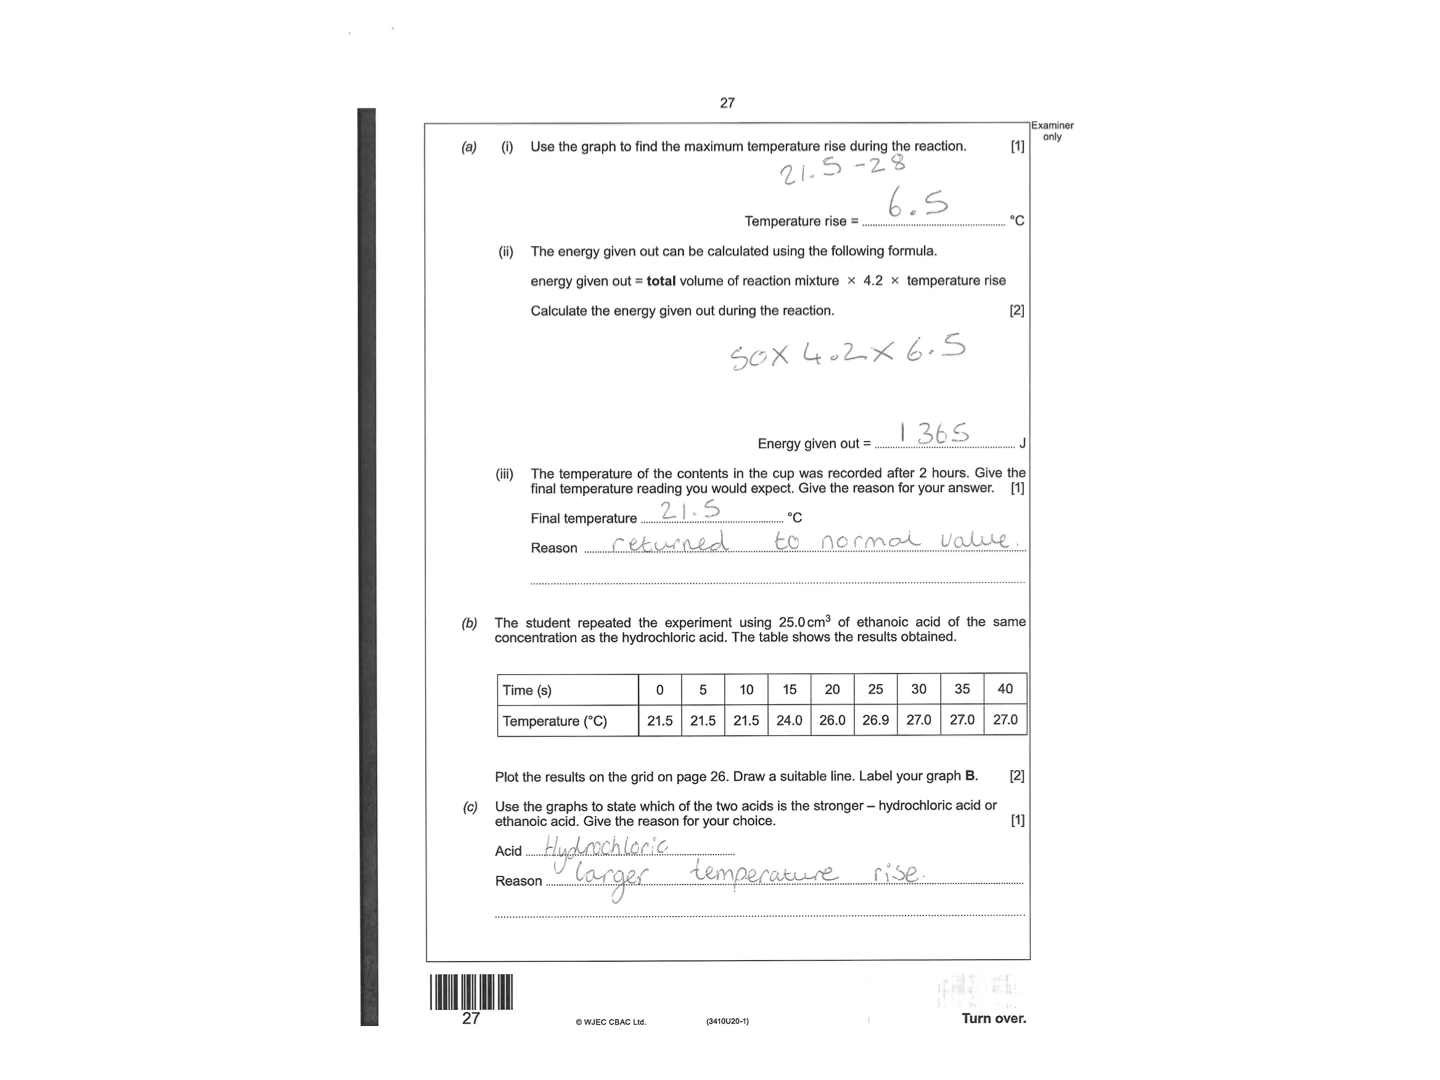 27
Examiner
only
(a) (i) Use the graph to find the maximum temperature rise during the reaction. [1]
21.5 - 28
6.5
Temperature rise = °C
(ii) The energy given out can be calculated using the following formula.
energy given out = total volume of reaction mixture × 4.2 × temperature rise
Calculate the energy given out during the reaction. [2]
50 × 4.2 × 6.5
Energy given out = 1365 J
(iii) The temperature of the contents in the cup was recorded after 2 hours. Give the
final temperature reading you would expect. Give the reason for your answer. [1]
Final temperature 21.5 °C
Reason returned to normal value.
(b) The student repeated the experiment using 25.0 cm³ of ethanoic acid of the same
concentration as the hydrochloric acid. The table shows the results obtained.
Time (s) 0 5 10 15 20 25 30 35 40
Temperature (°C) 21.5 21.5 21.5 24.0 26.0 26.9 27.0 27.0 27.0
Plot the results on the grid on page 26. Draw a suitable line. Label your graph B. [2]
(c) Use the graphs to state which of the two acids is the stronger – hydrochloric acid or
ethanoic acid. Give the reason for your choice. [1]
Acid Hydrochloric
Reason larger temperature rise.
27
© WJEC CBAC Ltd.
(3410U20-1)
Turn over.